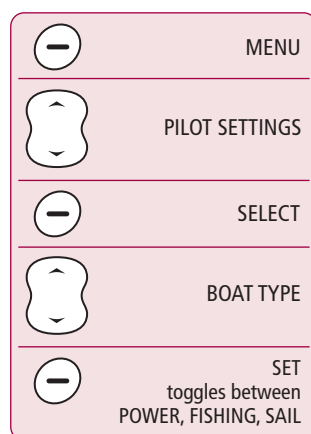 MENU
PILOT SETTINGS
SELECT
BOAT TYPE
SET
toggles between
POWER, FISHING, SAIL